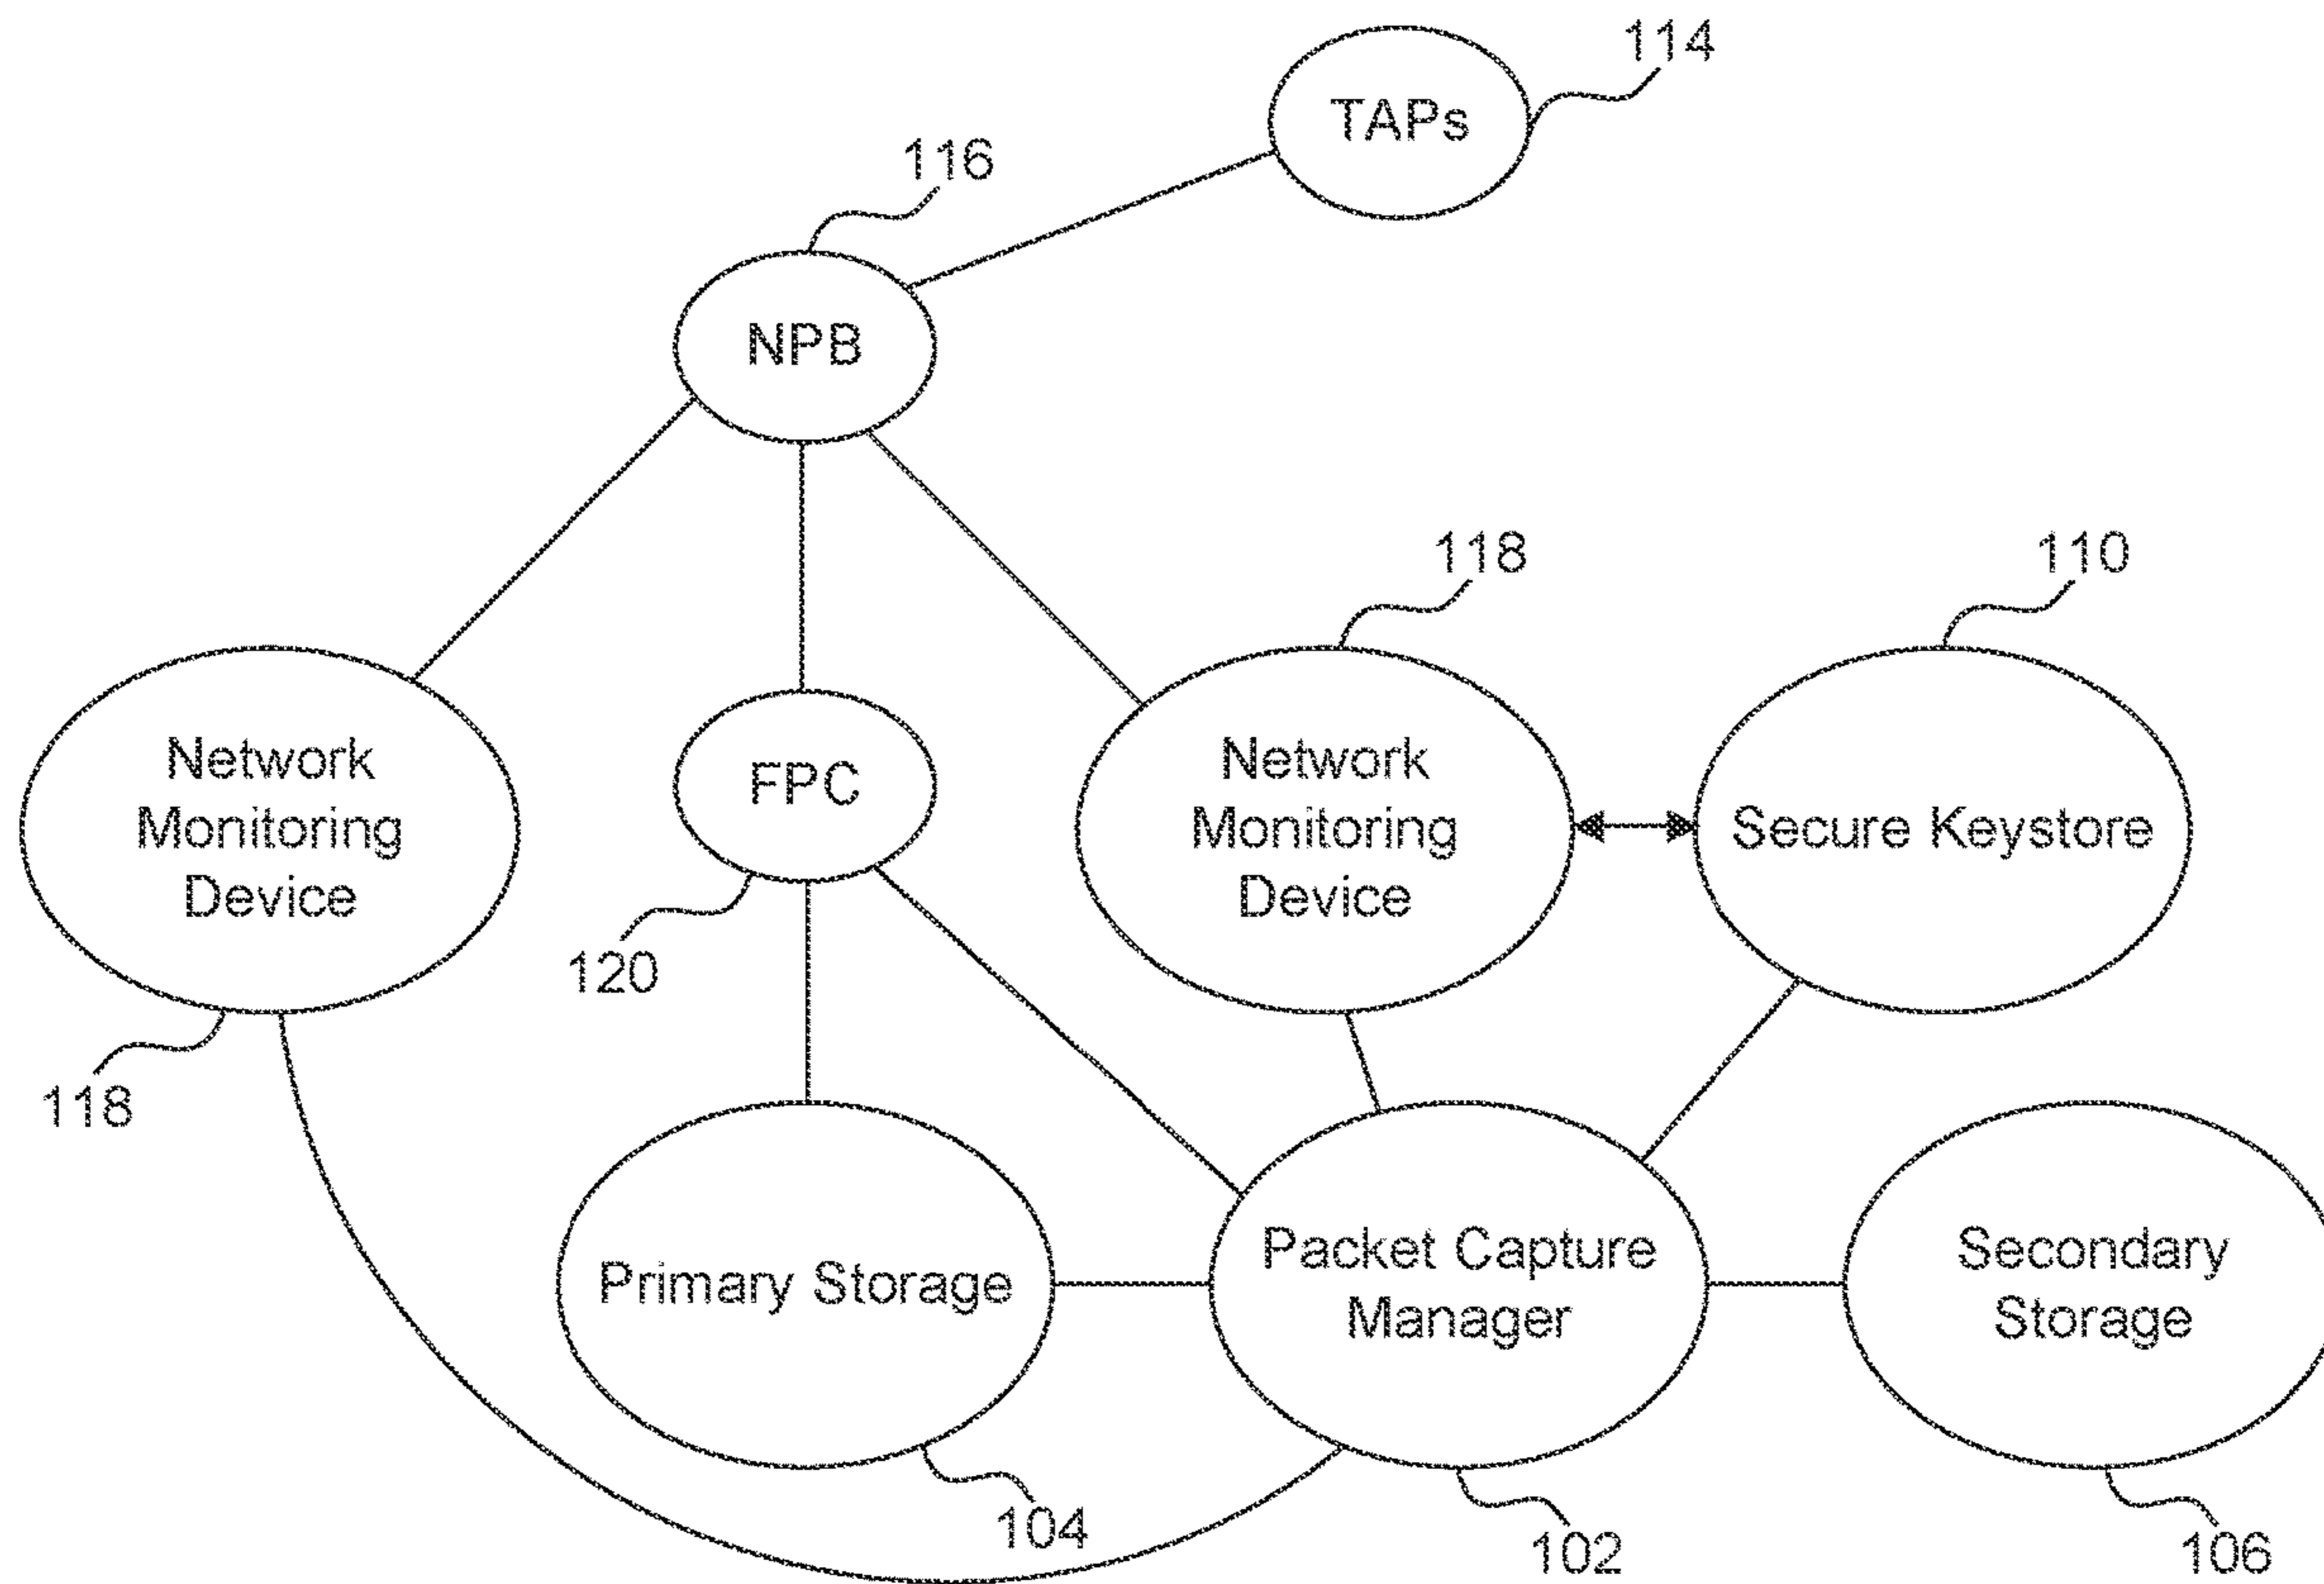 114
TAPs
116
NPB
118
110
Network
Monitoring
Device
FPC
Network
Monitoring
Device
Secure Keystore
120
118
Primary Storage
Packet Capture
Manager
Secondary
Storage
104
102
106